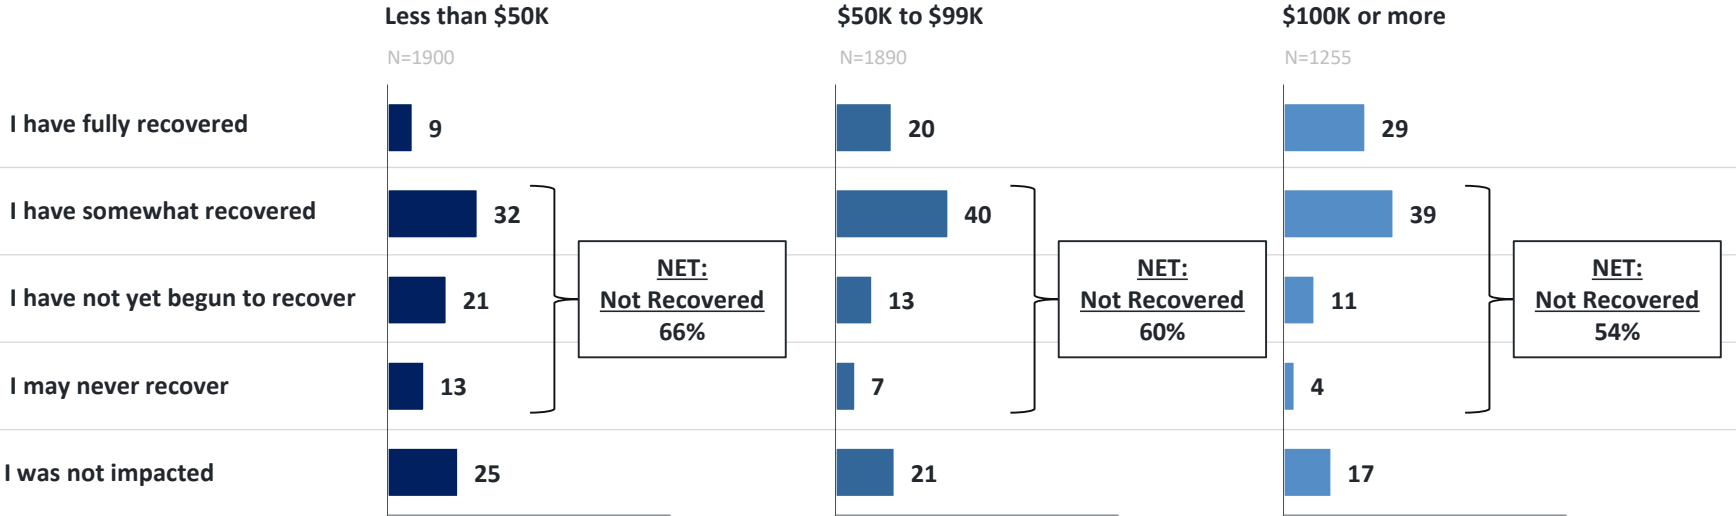 Less than $50K
$50K to $99K
$100K or more
N=1900
N=1890
N=1255
I have fully recovered
9
20
29
I have somewhat recovered
32
40
39
I have not yet begun to recover
21
NET:
Not Recovered
66%
13
NET:
Not Recovered
60%
11
NET:
Not Recovered
54%
I may never recover
13
7
4
I was not impacted
25
21
17